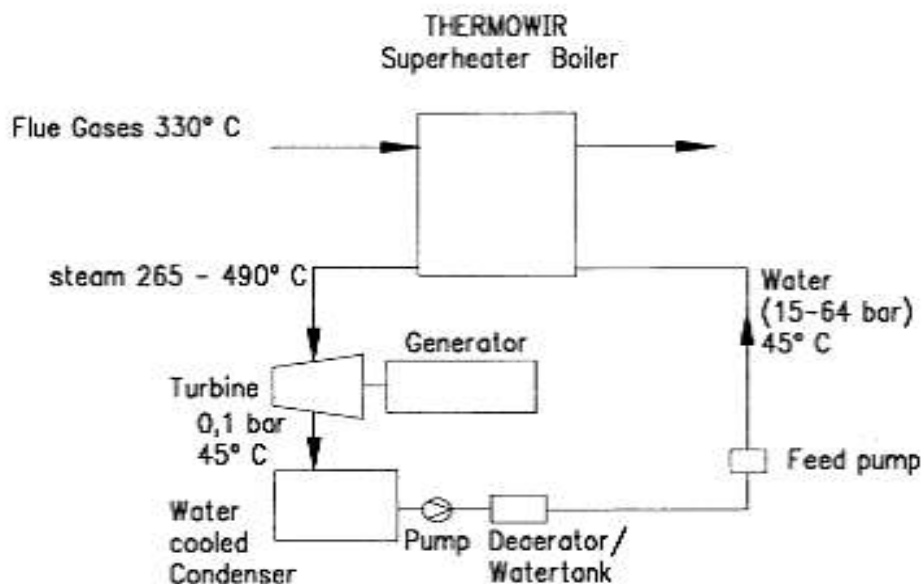 THERMOWIR
Superheater Boiler
Flue Gases 330° C
steam 265 - 490° C
Water
(15-64 bar)
45° C
Generator
Turbine
0,1 bar
45° C
Feed pump
Water
cooled
Condenser
Pump
Deaerator/
Watertank